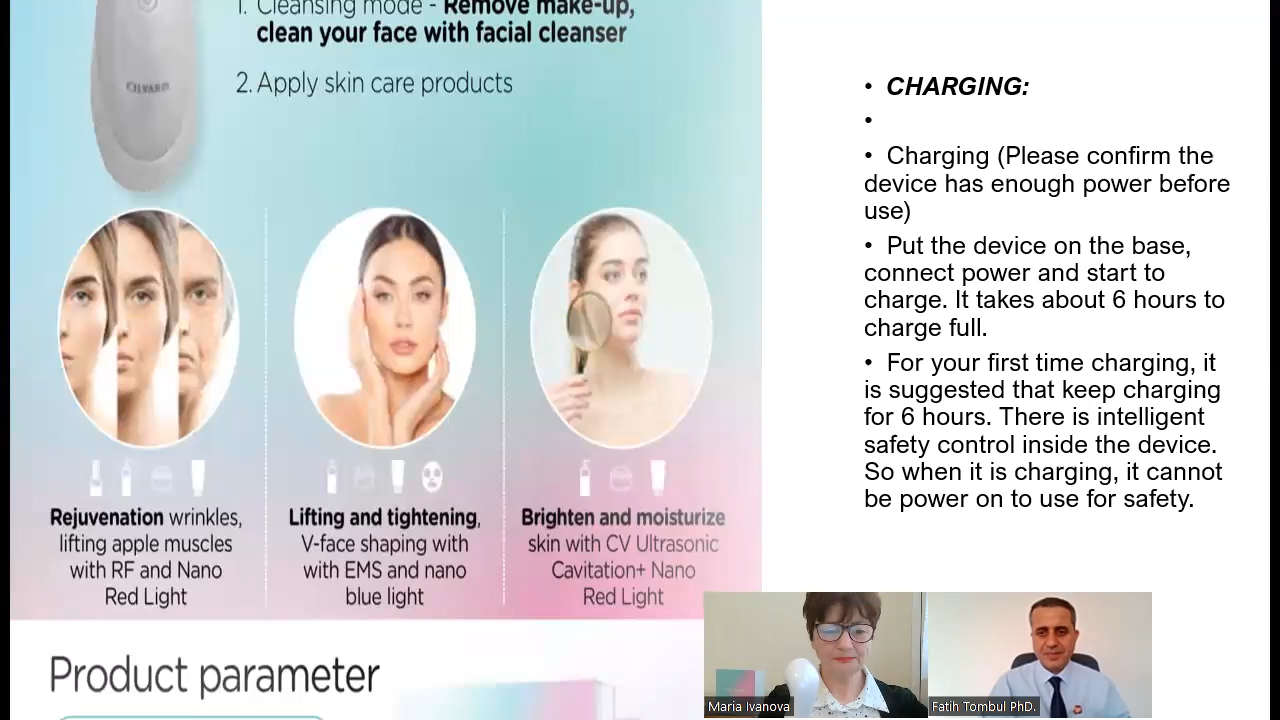 1. Cleansing mode - Remove make-up,
clean your face with facial cleanser
2. Apply skin care products
Rejuvenation wrinkles,
lifting apple muscles
with RF and Nano
Red Light
Lifting and tightening,
V-face shaping with
with EMS and nano
blue light
Brighten and moisturize
skin with CV Ultrasonic
Cavitation+ Nano
Red Light
Product parameter
• CHARGING:
•
• Charging (Please confirm the
device has enough power before
use)
• Put the device on the base,
connect power and start to
charge. It takes about 6 hours to
charge full.
• For your first time charging, it
is suggested that keep charging
for 6 hours. There is intelligent
safety control inside the device.
So when it is charging, it cannot
be power on to use for safety.
Maria Ivanova
Fatih Tombul PhD.